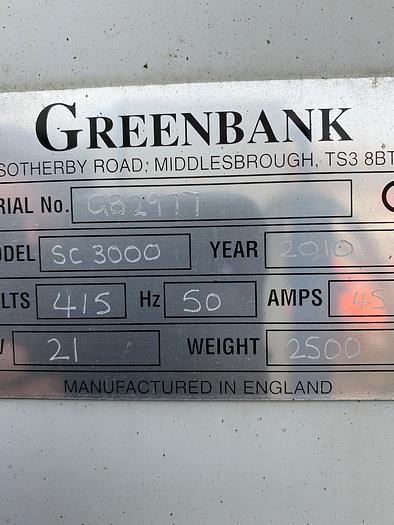 GREENBANK
SOTHERBY ROAD; MIDDLESBROUGH, TS3 8BT
RIAL No. GB2977
ODEL SC 3000 YEAR 2010
LTS 415 Hz 50 AMPS 45
21 WEIGHT 2500
MANUFACTURED IN ENGLAND